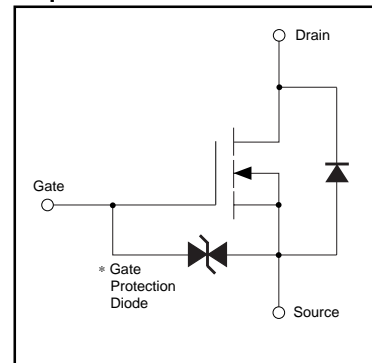 Drain
Gate
* Gate
Protection
Diode
Source